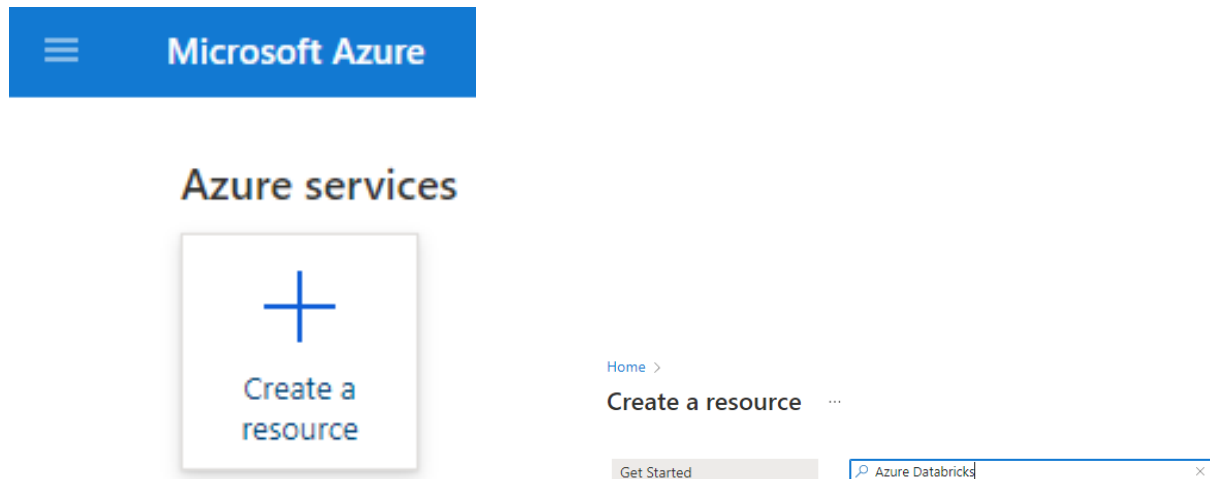 Microsoft Azure
Azure services
Create a
resource
Home >
Create a resource ...
Get Started
Azure Databricks